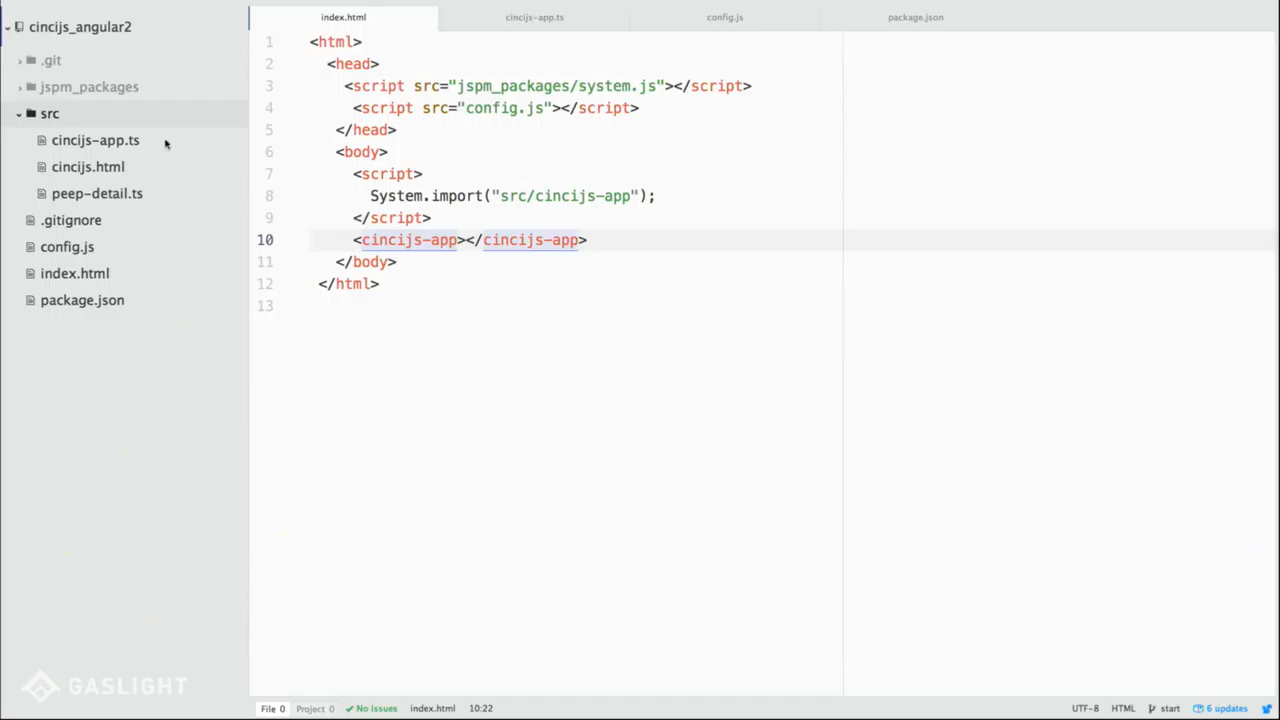 cincijs_angular2
.git
jspm_packages
src
cincijs-app.ts
cincijs.html
peep-detail.ts
.gitignore
config.js
index.html
package.json
index.html cincijs-app.ts config.js package.json
1 <html>
2 <head>
3 <script src="jspm_packages/system.js"></script>
4 <script src="config.js"></script>
5 </head>
6 <body>
7 <script>
8 System.import("src/cincijs-app");
9 </script>
10 <cincijs-app></cincijs-app>
11 </body>
12 </html>
13
GASLIGHT
File 0 Project 0 No Issues index.html 10:22 UTF-8 HTML start 6 updates